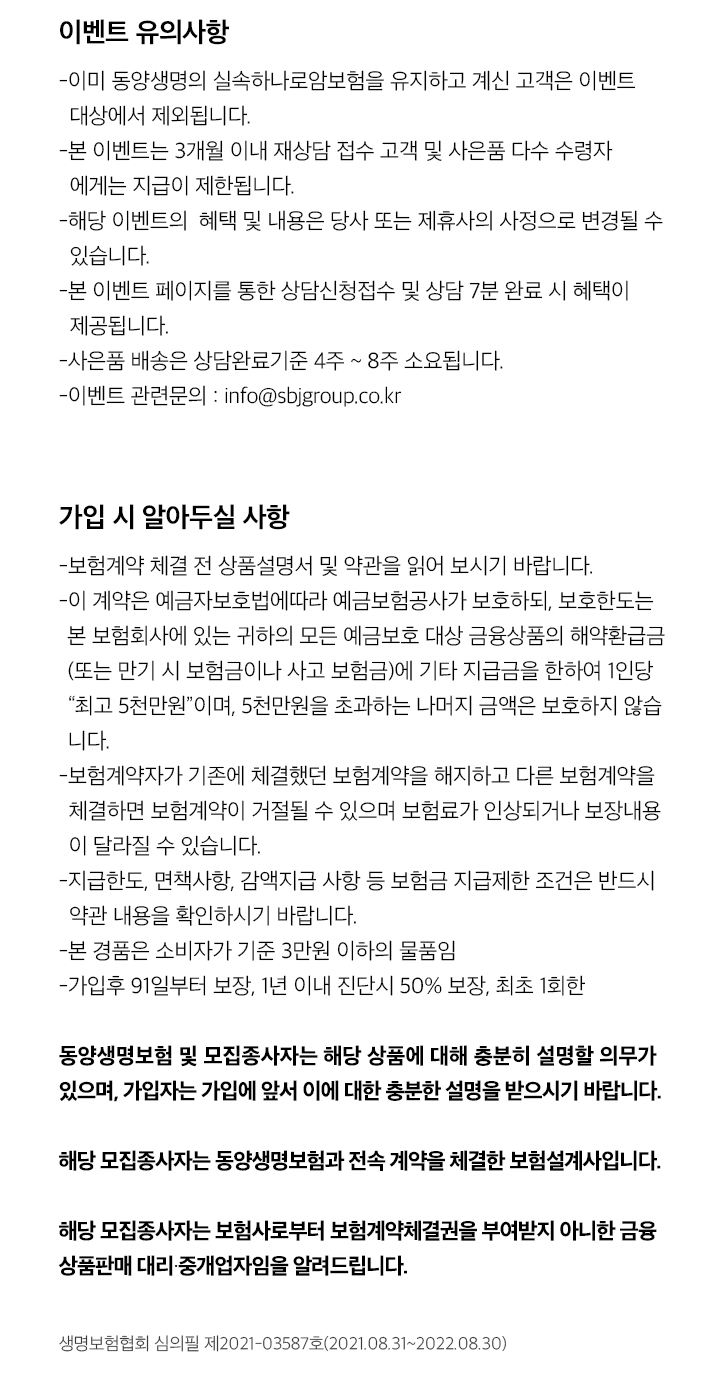 이벤트 유의사항
-이미 동양생명의 실속하나로암보험을 유지하고 계신 고객은 이벤트
대상에서 제외됩니다.
-본 이벤트는 3개월 이내 재상담 접수 고객 및 사은품 다수 수령자
에게는 지급이 제한됩니다.
-해당 이벤트의  혜택 및 내용은 당사 또는 제휴사의 사정으로 변경될 수
있습니다.
-본 이벤트 페이지를 통한 상담신청접수 및 상담 7분 완료 시 혜택이
제공됩니다.
-사은품 배송은 상담완료기준 4주 ~ 8주 소요됩니다.
-이벤트 관련문의 : info@sbjgroup.co.kr
가입 시 알아두실 사항
-보험계약 체결 전 상품설명서 및 약관을 읽어 보시기 바랍니다.
-이 계약은 예금자보호법에따라 예금보험공사가 보호하되, 보호한도는
본 보험회사에 있는 귀하의 모든 예금보호 대상 금융상품의 해약환급금
(또는 만기 시 보험금이나 사고 보험금)에 기타 지급금을 한하여 1인당
“최고 5천만원”이며, 5천만원을 초과하는 나머지 금액은 보호하지 않습
니다.
-보험계약자가 기존에 체결했던 보험계약을 해지하고 다른 보험계약을
체결하면 보험계약이 거절될 수 있으며 보험료가 인상되거나 보장내용
이 달라질 수 있습니다.
-지급한도, 면책사항, 감액지급 사항 등 보험금 지급제한 조건은 반드시
약관 내용을 확인하시기 바랍니다.
-본 경품은 소비자가 기준 3만원 이하의 물품임
-가입후 91일부터 보장, 1년 이내 진단시 50% 보장, 최초 1회한
동양생명보험 및 모집종사자는 해당 상품에 대해 충분히 설명할 의무가
있으며, 가입자는 가입에 앞서 이에 대한 충분한 설명을 받으시기 바랍니다.
해당 모집종사자는 동양생명보험과 전속 계약을 체결한 보험설계사입니다.
해당 모집종사자는 보험사로부터 보험계약체결권을 부여받지 아니한 금융
상품판매 대리·중개업자임을 알려드립니다.
생명보험협회 심의필 제2021-03587호(2021.08.31~2022.08.30)